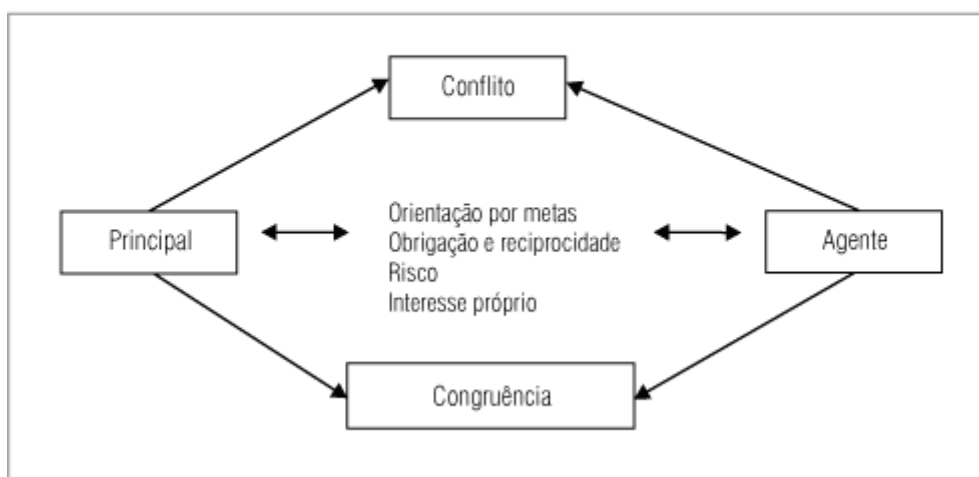 Conflito
Principal
Orientação por metas
Obrigação e reciprocidade
Risco
Interesse próprio
Agente
Congruência